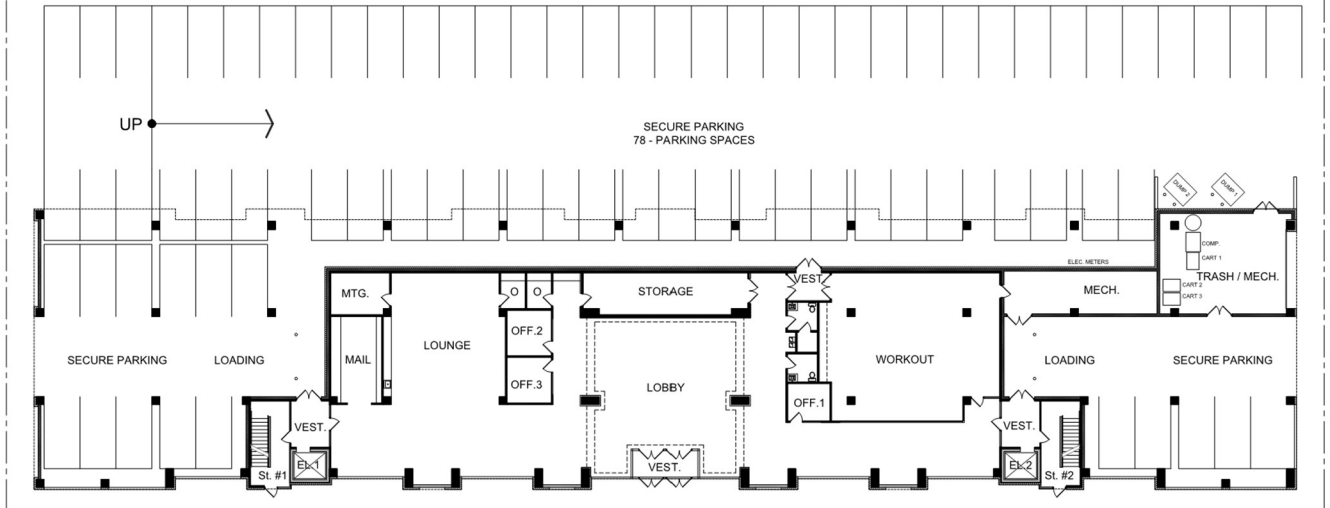 UP
SECURE PARKING
78 - PARKING SPACES
DUMP 2
DUMP 1
ELEC. METERS
COMP.
CART 1
TRASH / MECH.
CART 2
CART 3
MTG.
O
O
STORAGE
VEST.
MECH.
OFF.2
LOUNGE
SECURE PARKING
LOADING
MAIL
OFF.3
LOBBY
WORKOUT
LOADING
SECURE PARKING
OFF.1
VEST.
VEST.
EL.1
St. #1
VEST.
EL.2
St.#2